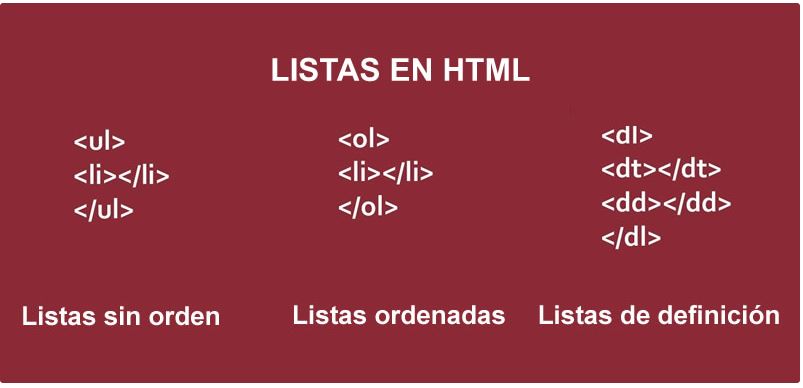 LISTAS EN HTML
<ul>
<li></li>
</ul>
Listas sin orden
<ol>
<li></li>
</ol>
Listas ordenadas
<dl>
<dt></dt>
<dd></dd>
</dl>
Listas de definición